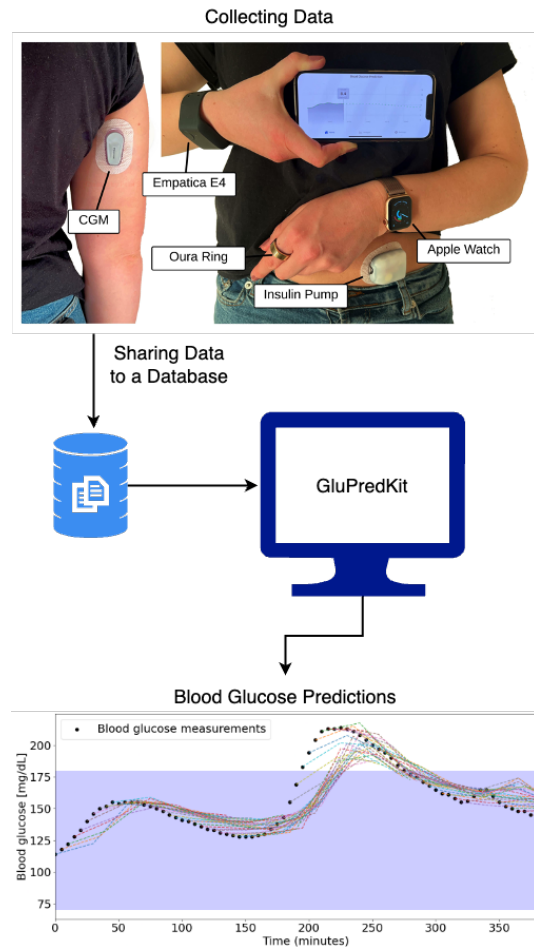 Collecting Data
Empatica E4
CGM
Oura Ring
Apple Watch
Insulin Pump
Sharing Data
to a Database
GluPredKit
Blood Glucose Predictions
Blood glucose measurements
Blood glucose [mg/dL]
200
175
150
125
100
75
0
50
100
150
200
250
300
350
Time (minutes)